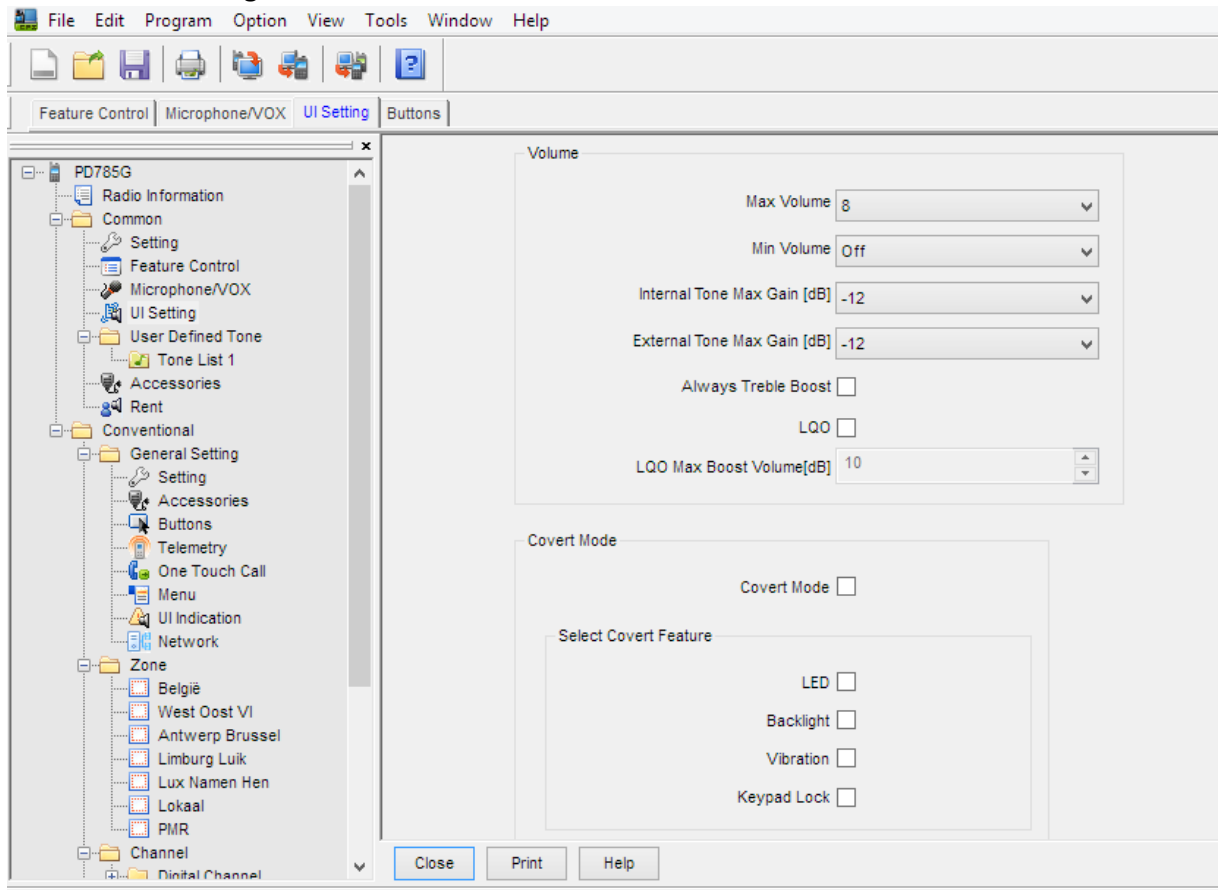 File Edit Program Option View Tools Window Help
Feature Control Microphone/VOX UI Setting Buttons
PD785G
Radio Information
Common
Setting
Feature Control
Microphone/VOX
UI Setting
User Defined Tone
Tone List 1
Accessories
Rent
Conventional
General Setting
Setting
Accessories
Buttons
Telemetry
One Touch Call
Menu
UI Indication
Network
Zone
België
West Oost Vl
Antwerp Brussel
Limburg Luik
Lux Namen Hen
Lokaal
PMR
Channel
Digital Channel
Volume
Max Volume 8
Min Volume Off
Internal Tone Max Gain [dB] -12
External Tone Max Gain [dB] -12
Always Treble Boost
LQO
LQO Max Boost Volume[dB] 10
Covert Mode
Covert Mode
Select Covert Feature
LED
Backlight
Vibration
Keypad Lock
Close Print Help